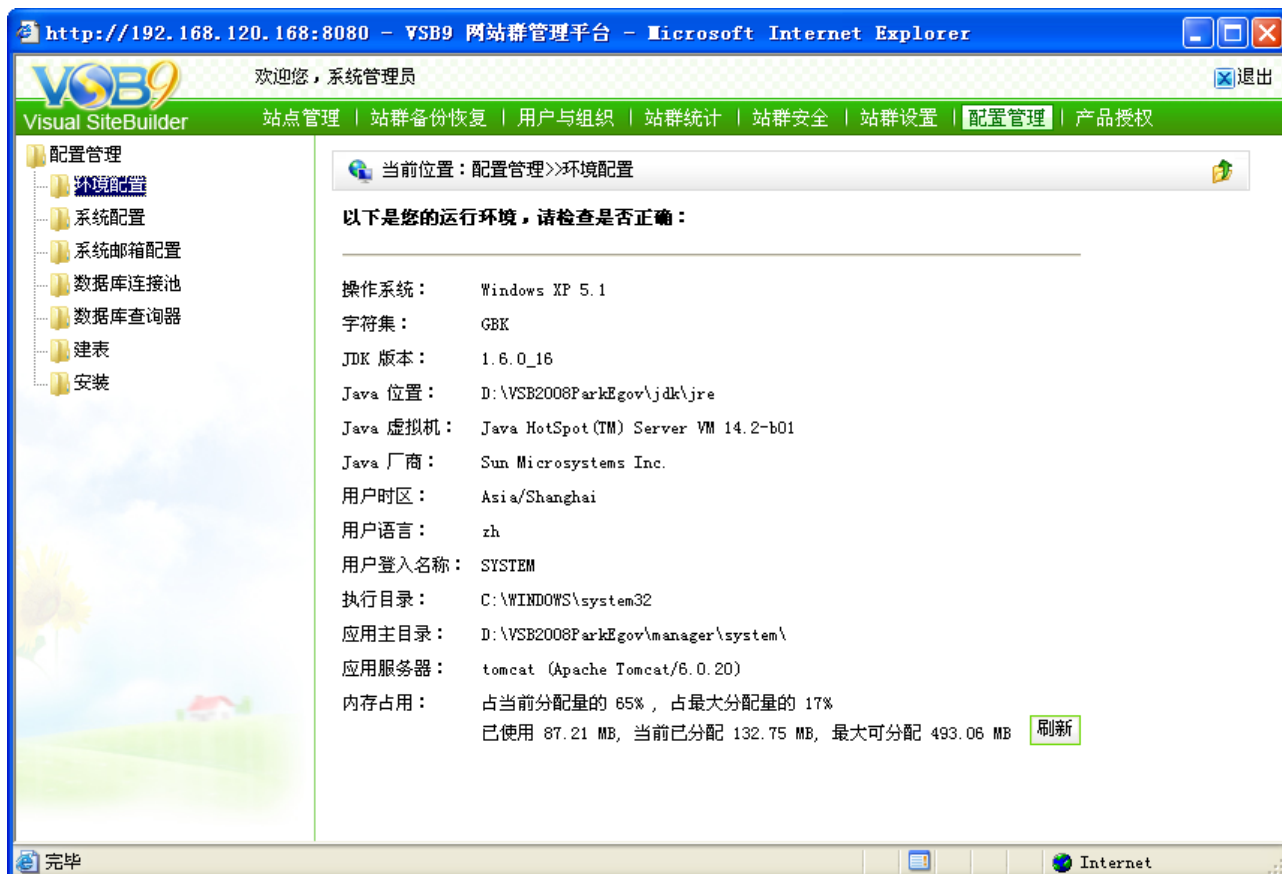 http://192.168.120.168:8080 - VSB9 网站群管理平台 - Microsoft Internet Explorer
VSB9
Visual SiteBuilder
欢迎您，系统管理员
退出
站点管理 | 站群备份恢复 | 用户与组织 | 站群统计 | 站群安全 | 站群设置 | 配置管理 | 产品授权
配置管理
环境配置
系统配置
系统邮箱配置
数据库连接池
数据库查询器
建表
安装
当前位置：配置管理>>环境配置
以下是您的运行环境，请检查是否正确：
操作系统： Windows XP 5.1
字符集： GBK
JDK 版本： 1.6.0_16
Java 位置： D:\VSB2008ParkEgov\jdk\jre
Java 虚拟机： Java HotSpot(TM) Server VM 14.2-b01
Java 厂商： Sun Microsystems Inc.
用户时区： Asia/Shanghai
用户语言： zh
用户登入名称： SYSTEM
执行目录： C:\WINDOWS\system32
应用主目录： D:\VSB2008ParkEgov\manager\system\
应用服务器： tomcat (Apache Tomcat/6.0.20)
内存占用： 占当前分配量的 65% , 占最大分配量的 17%
已使用 87.21 MB, 当前已分配 132.75 MB, 最大可分配 493.06 MB 刷新
完毕
Internet